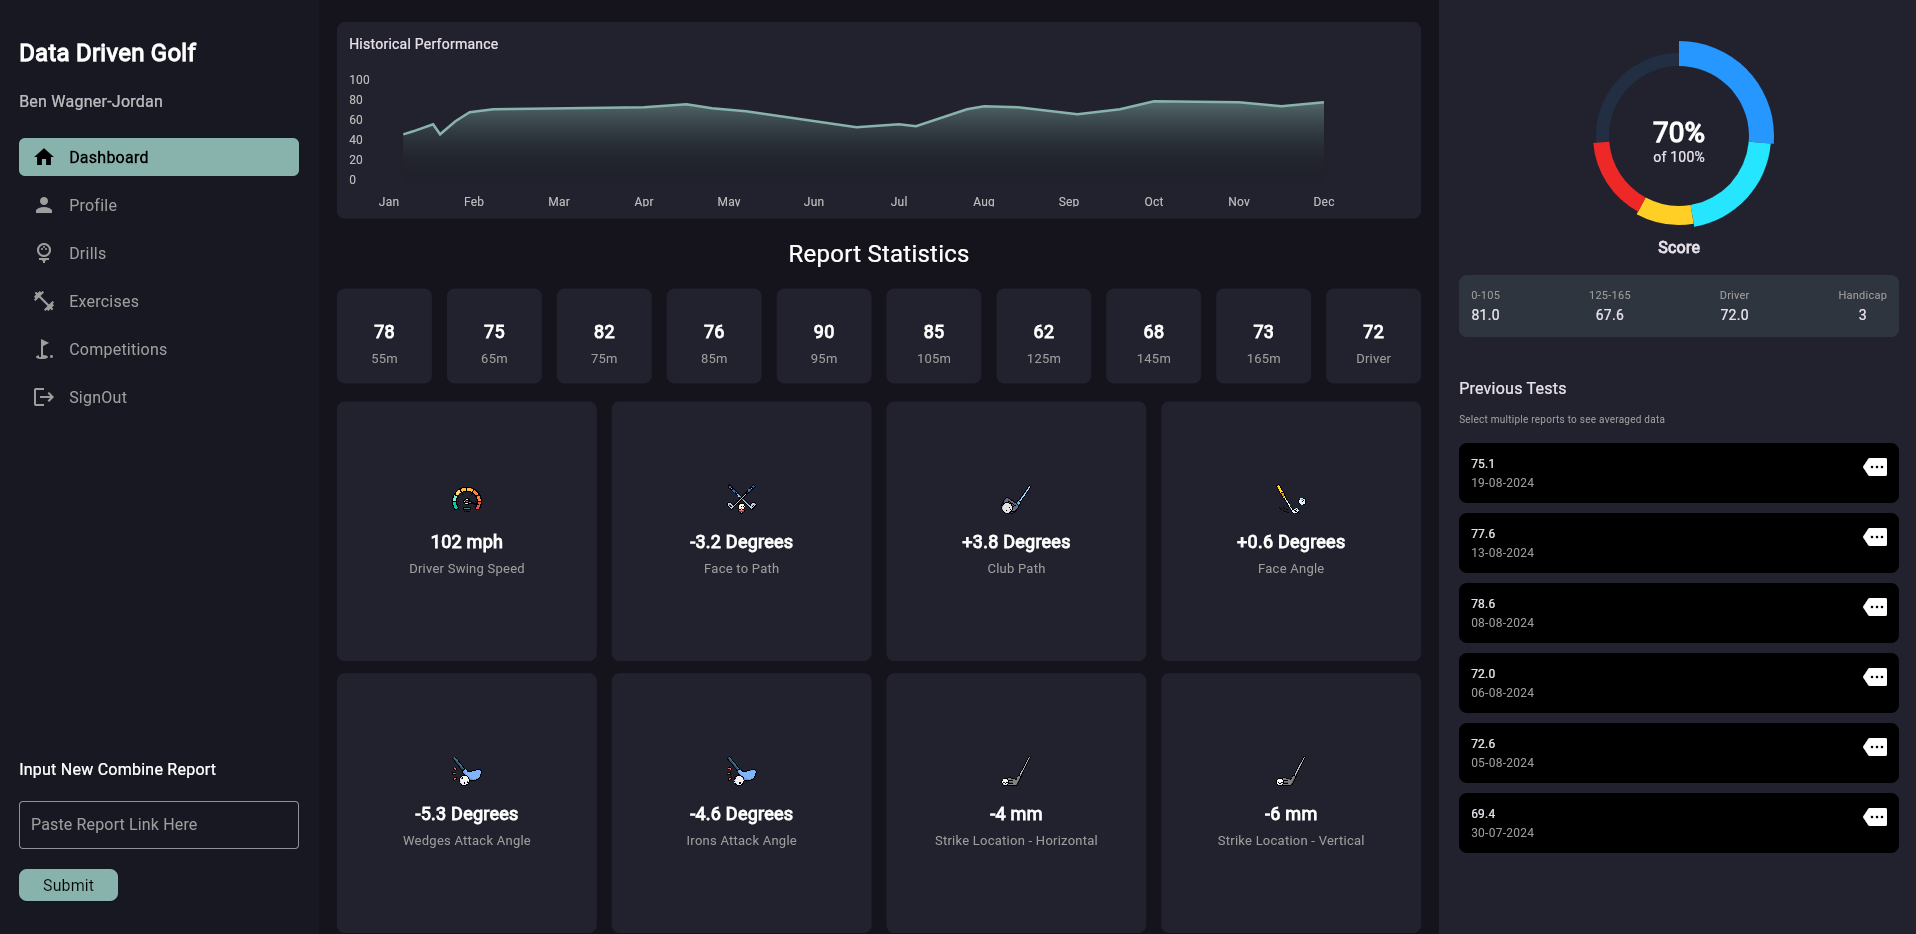 Data Driven Golf
Ben Wagner-Jordan
Dashboard
Profile
Drills
Exercises
Competitions
SignOut
Input New Combine Report
Paste Report Link Here
Submit
Historical Performance
100
80
60
40
20
0
Jan Feb Mar Apr May Jun Jul Aug Sep Oct Nov Dec
Report Statistics
78 75 82 76 90 85 62 68 73 72
55m 65m 75m 85m 95m 105m 125m 145m 165m Driver
102 mph -3.2 Degrees +3.8 Degrees +0.6 Degrees
Driver Swing Speed Face to Path Club Path Face Angle
-5.3 Degrees -4.6 Degrees -4 mm -6 mm
Wedges Attack Angle Irons Attack Angle Strike Location - Horizontal Strike Location - Vertical
70%
of 100%
Score
0-105 125-165 Driver Handicap
81.0 67.6 72.0 3
Previous Tests
Select multiple reports to see averaged data
75.1
19-08-2024
77.6
13-08-2024
78.6
08-08-2024
72.0
06-08-2024
72.6
05-08-2024
69.4
30-07-2024